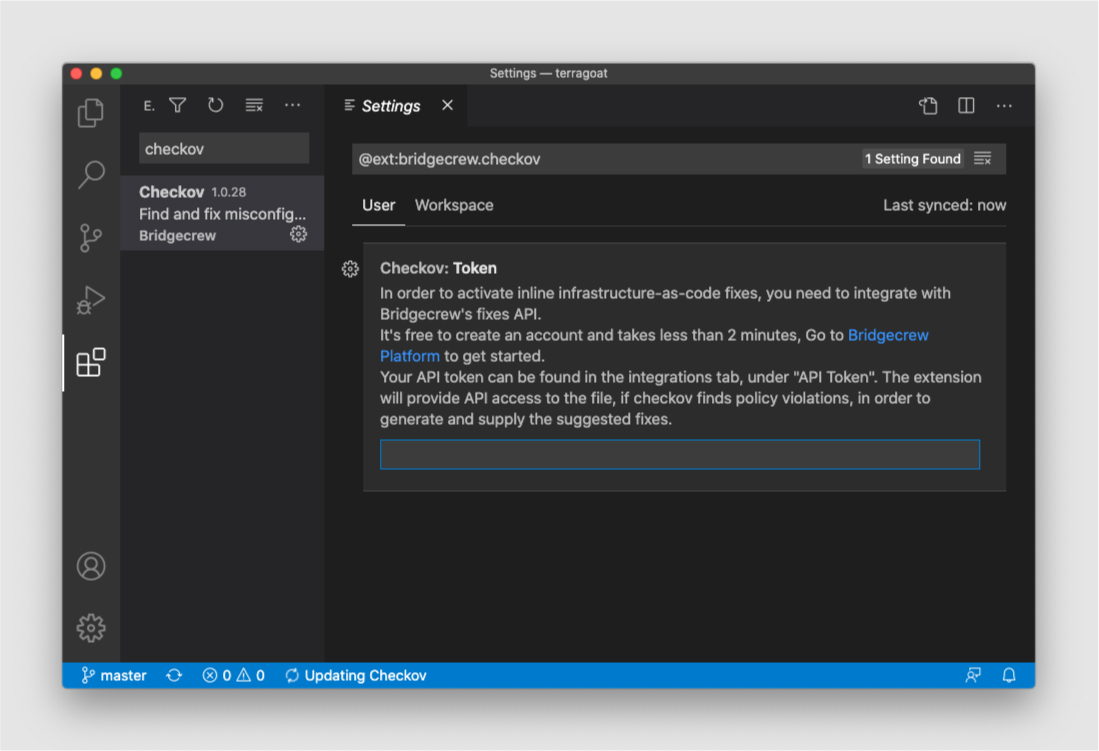 Settings — terragoat
E.
Settings
checkov
@ext:bridgecrew.checkov
1 Setting Found
Checkov 1.0.28
Find and fix misconfig...
Bridgecrew
User Workspace
Last synced: now
Checkov: Token
In order to activate inline infrastructure-as-code fixes, you need to integrate with
Bridgecrew's fixes API.
It's free to create an account and takes less than 2 minutes, Go to Bridgecrew
Platform to get started.
Your API token can be found in the integrations tab, under "API Token". The extension
will provide API access to the file, if checkov finds policy violations, in order to
generate and supply the suggested fixes.
master 0 0 Updating Checkov